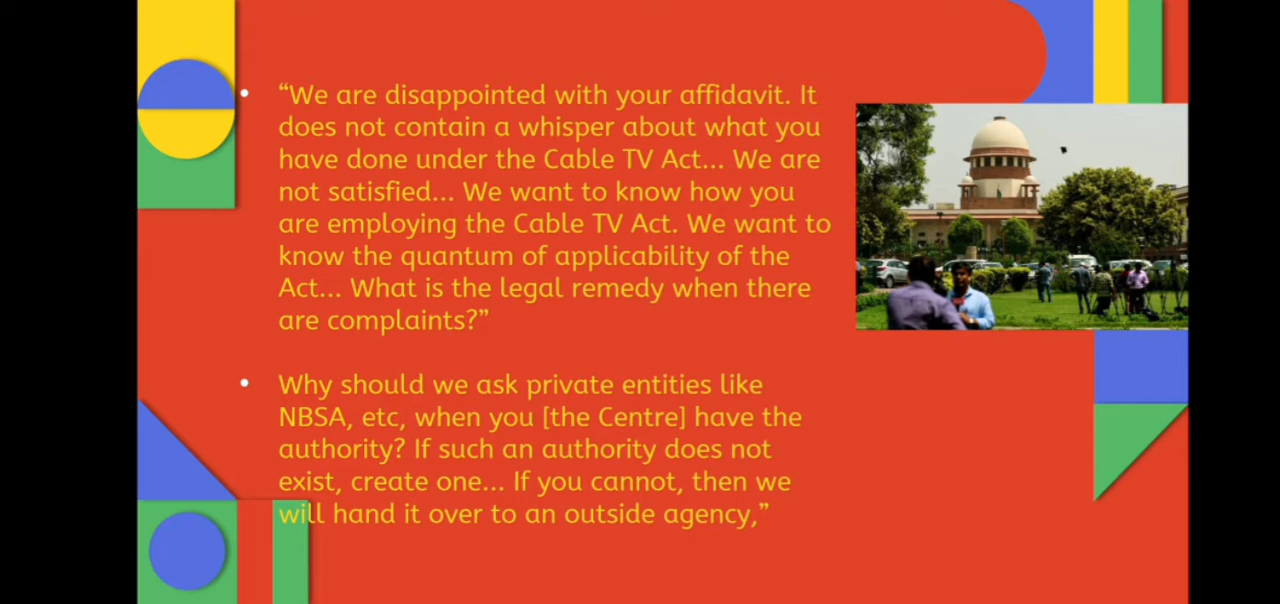 “We are disappointed with your affidavit. It
does not contain a whisper about what you
have done under the Cable TV Act... We are
not satisfied... We want to know how you
are employing the Cable TV Act. We want to
know the quantum of applicability of the
Act... What is the legal remedy when there
are complaints?”
Why should we ask private entities like
NBSA, etc, when you [the Centre] have the
authority? If such an authority does not
exist, create one... If you cannot, then we
will hand it over to an outside agency,”